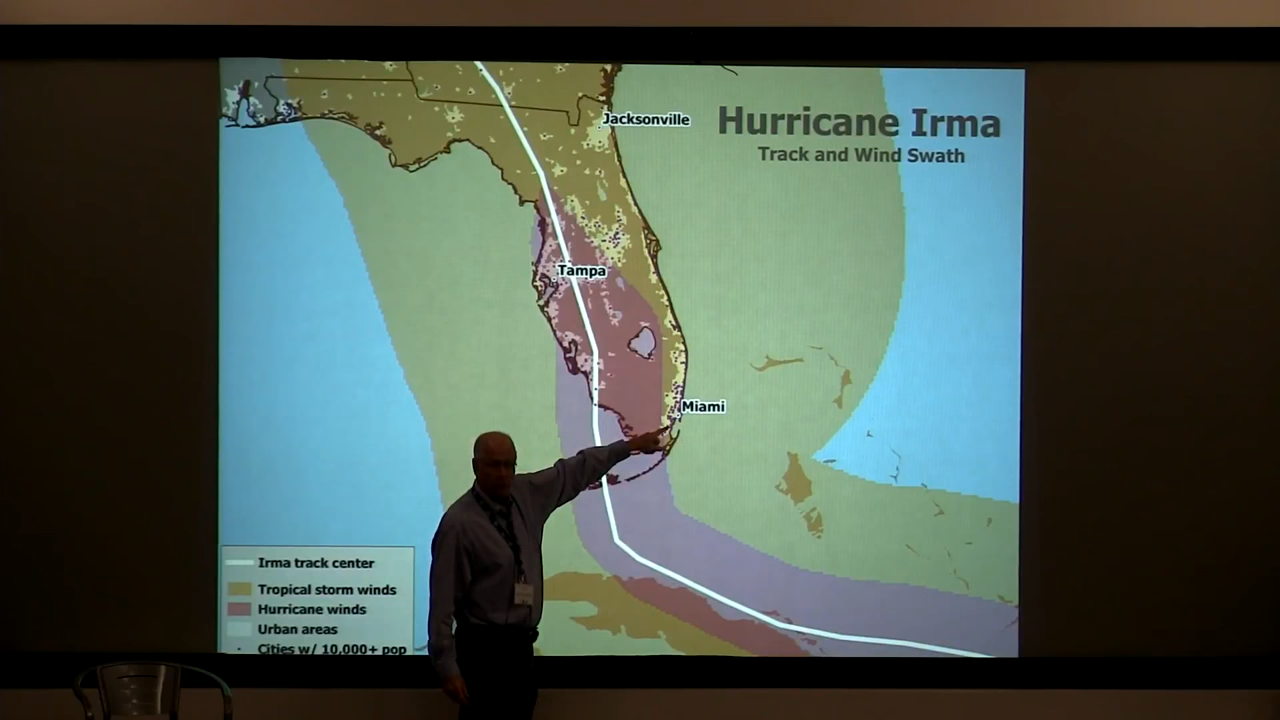 Hurricane Irma
Track and Wind Swath
Jacksonville
Tampa
Miami
Irma track center
Tropical storm winds
Hurricane winds
Urban areas
Cities w/ 10,000+ pop